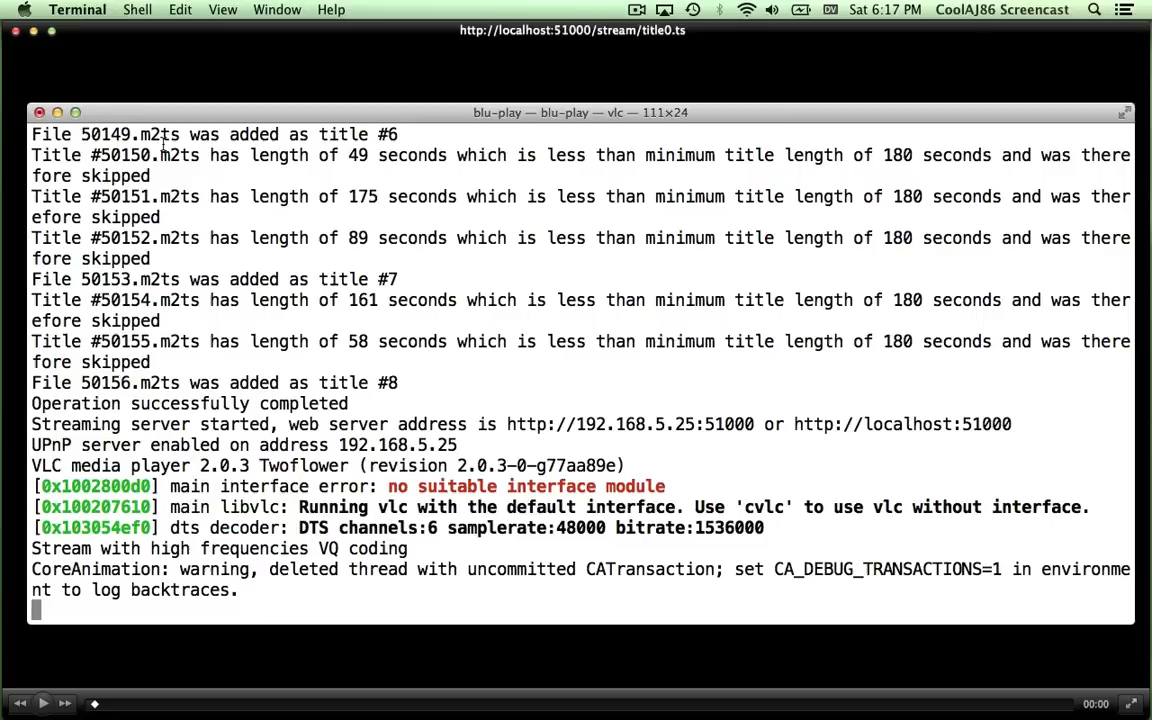 Terminal Shell Edit View Window Help DV Sat 6:17 PM CoolAJ86 Screencast
http://localhost:51000/stream/title0.ts
blu-play — blu-play — vlc — 111×24
File 50149.m2ts was added as title #6
Title #50150.m2ts has length of 49 seconds which is less than minimum title length of 180 seconds and was there
fore skipped
Title #50151.m2ts has length of 175 seconds which is less than minimum title length of 180 seconds and was ther
efore skipped
Title #50152.m2ts has length of 89 seconds which is less than minimum title length of 180 seconds and was there
fore skipped
File 50153.m2ts was added as title #7
Title #50154.m2ts has length of 161 seconds which is less than minimum title length of 180 seconds and was ther
efore skipped
Title #50155.m2ts has length of 58 seconds which is less than minimum title length of 180 seconds and was there
fore skipped
File 50156.m2ts was added as title #8
Operation successfully completed
Streaming server started, web server address is http://192.168.5.25:51000 or http://localhost:51000
UPnP server enabled on address 192.168.5.25
VLC media player 2.0.3 Twoflower (revision 2.0.3-0-g77aa89e)
[0x1002800d0] main interface error: no suitable interface module
[0x100207610] main libvlc: Running vlc with the default interface. Use 'cvlc' to use vlc without interface.
[0x103054ef0] dts decoder: DTS channels:6 samplerate:48000 bitrate:1536000
Stream with high frequencies VQ coding
CoreAnimation: warning, deleted thread with uncommitted CATransaction; set CA_DEBUG_TRANSACTIONS=1 in environme
nt to log backtraces.
00:00